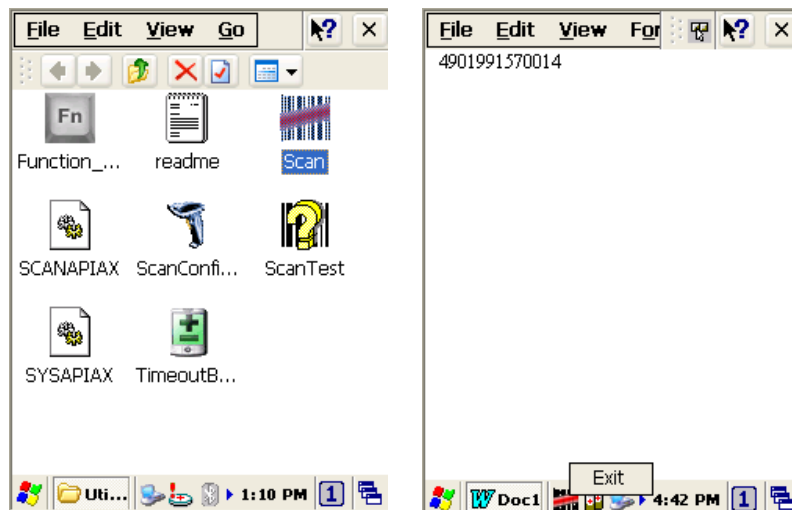 File Edit View Go
Fn
Function_... readme Scan
SCANAPIAX ScanConfi... ScanTest
SYSAPIAX TimeoutB...
Uti... 1:10 PM 1
File Edit View For
4901991570014
Exit
Doc1 4:42 PM 1